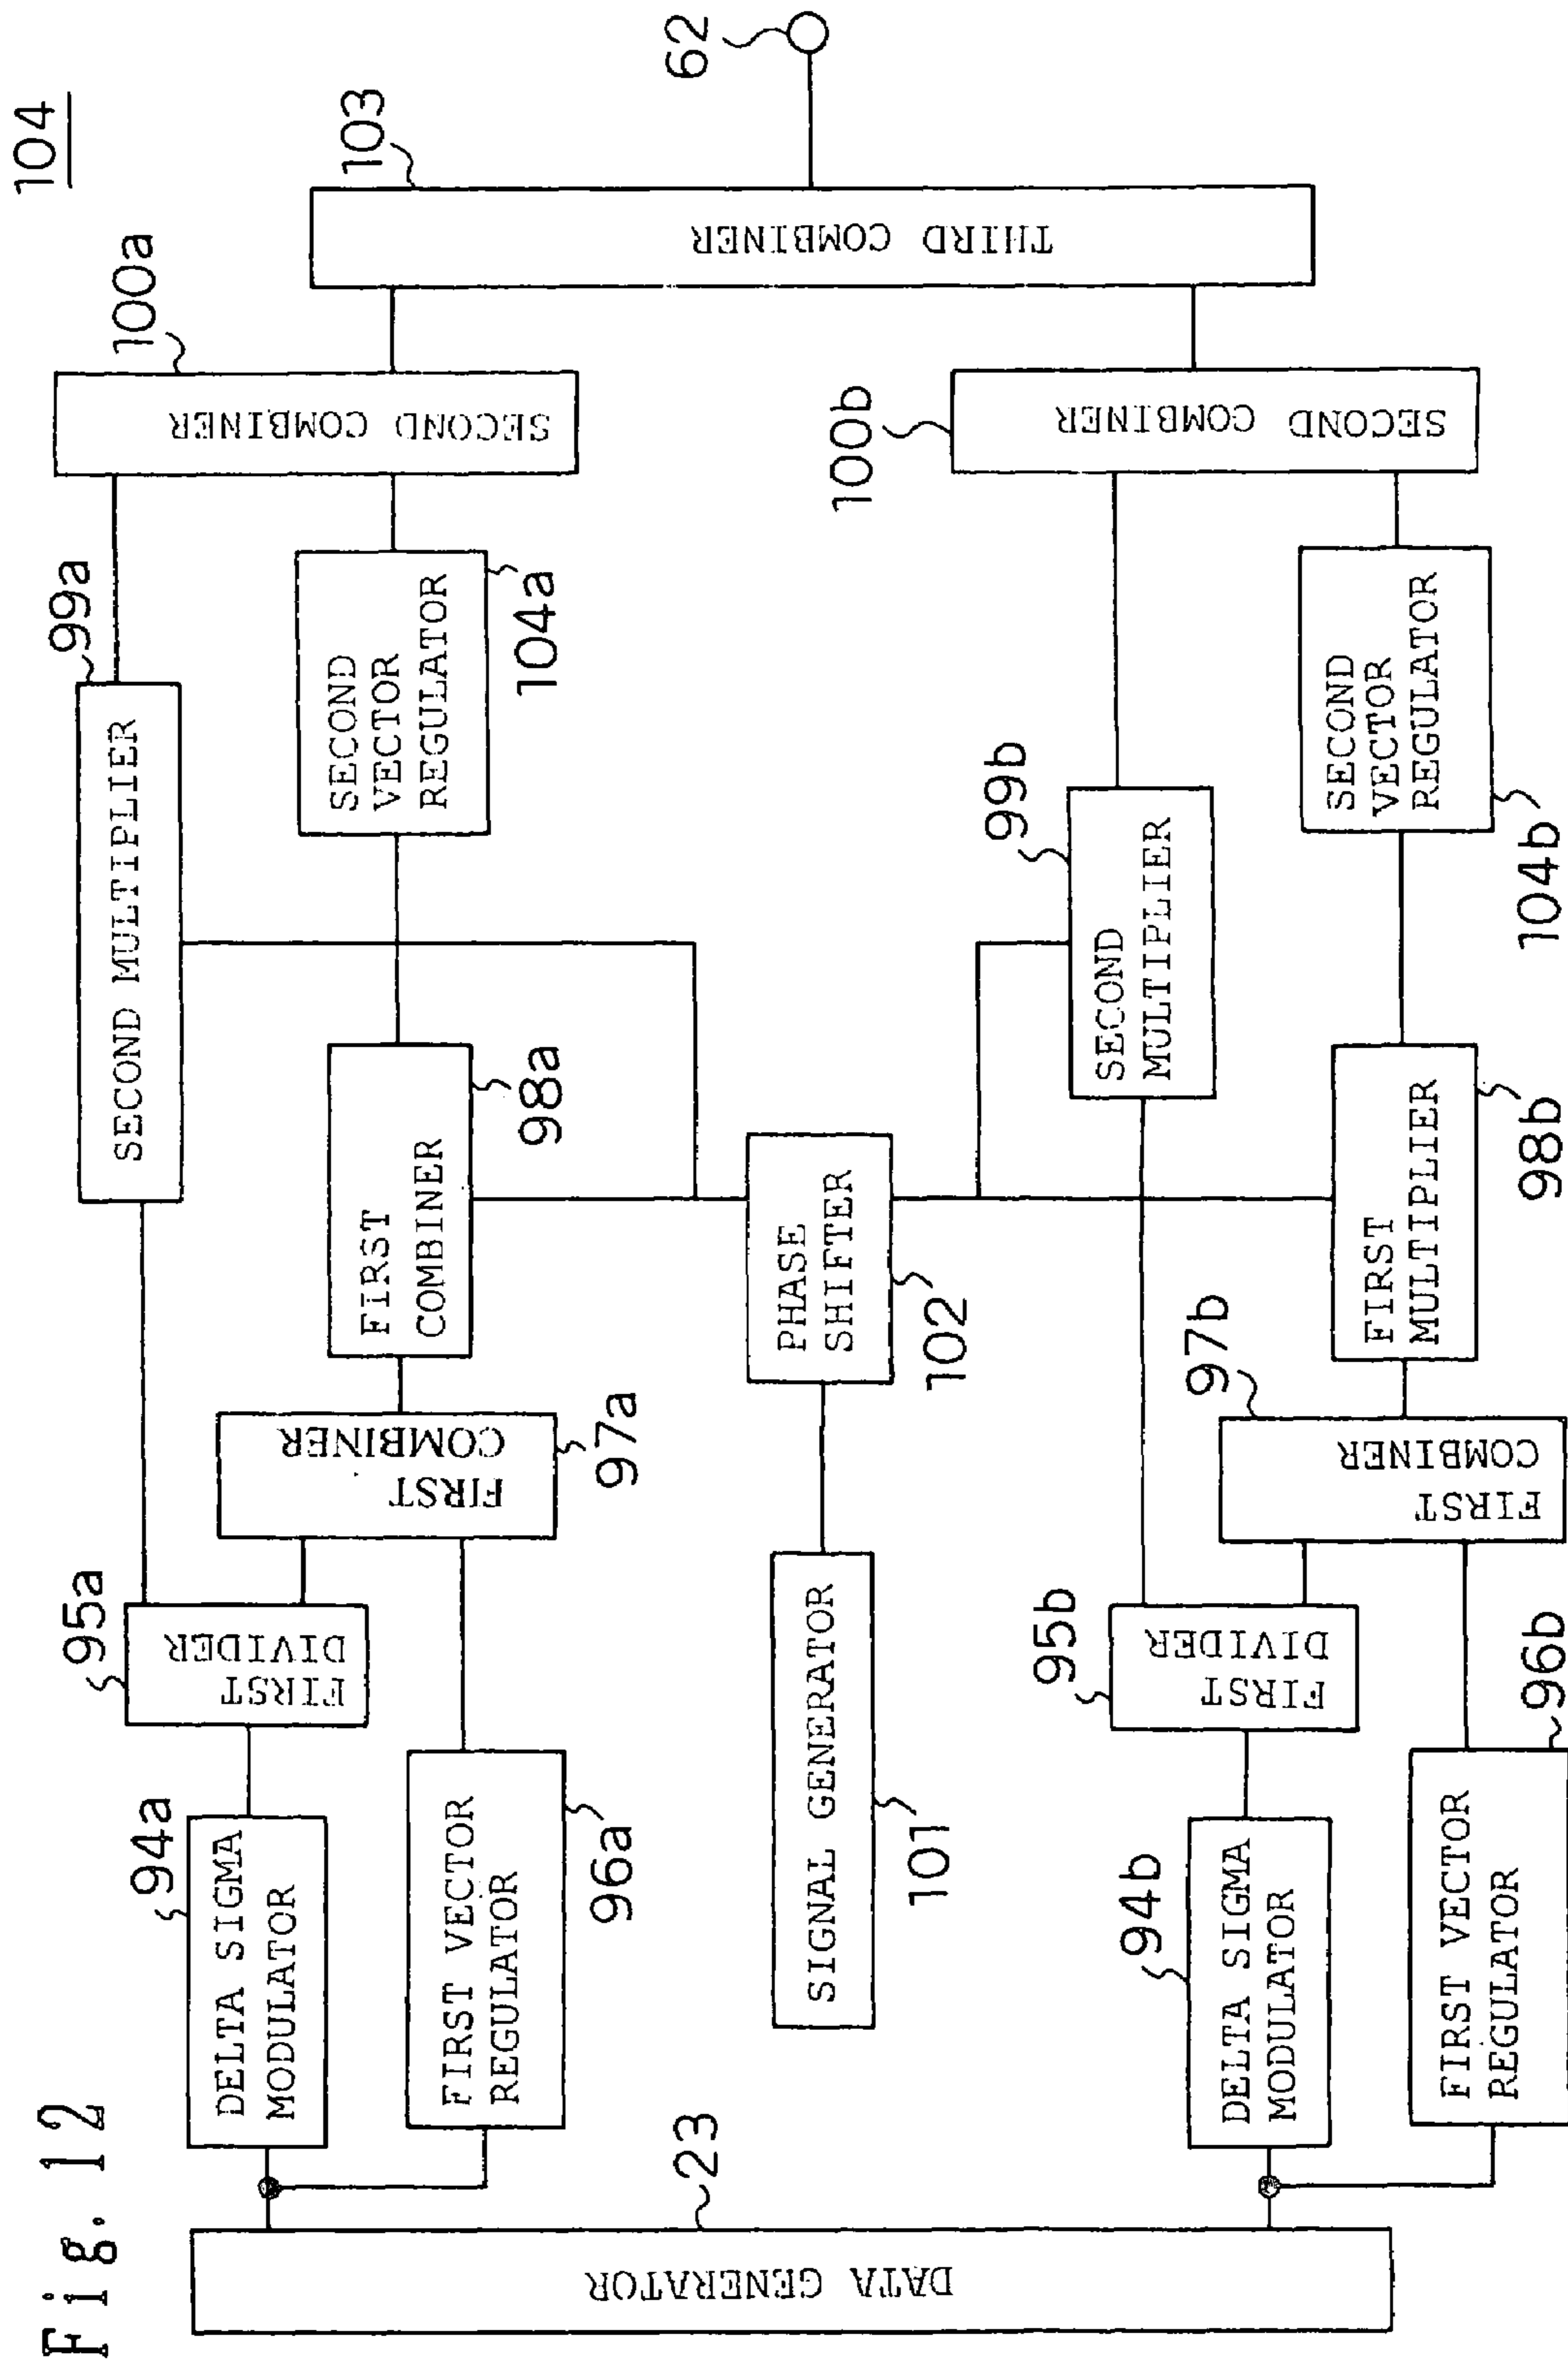 Fig. 12
104
DATA GENERATOR
23
DELTA SIGMA
MODULATOR
94a
FIRST VECTOR
REGULATOR
96a
FIRST
DIVIDER
95a
FIRST
COMBINER
97a
FIRST
COMBINER
98a
SECOND MULTIPLIER
99a
SECOND
VECTOR
REGULATOR
104a
SECOND COMBINER
100a
SIGNAL GENERATOR
101
PHASE
SHIFTER
102
THIRD COMBINER
103
62
DELTA SIGMA
MODULATOR
94b
FIRST VECTOR
REGULATOR
96b
FIRST
DIVIDER
95b
FIRST
COMBINER
97b
FIRST
MULTIPLIER
98b
SECOND
MULTIPLIER
99b
SECOND
VECTOR
REGULATOR
104b
SECOND COMBINER
100b